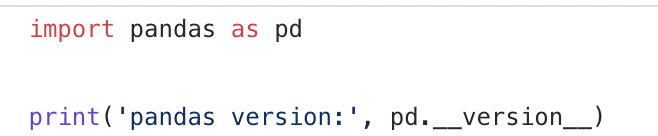 import pandas as pd
print('pandas version:', pd.__version__)